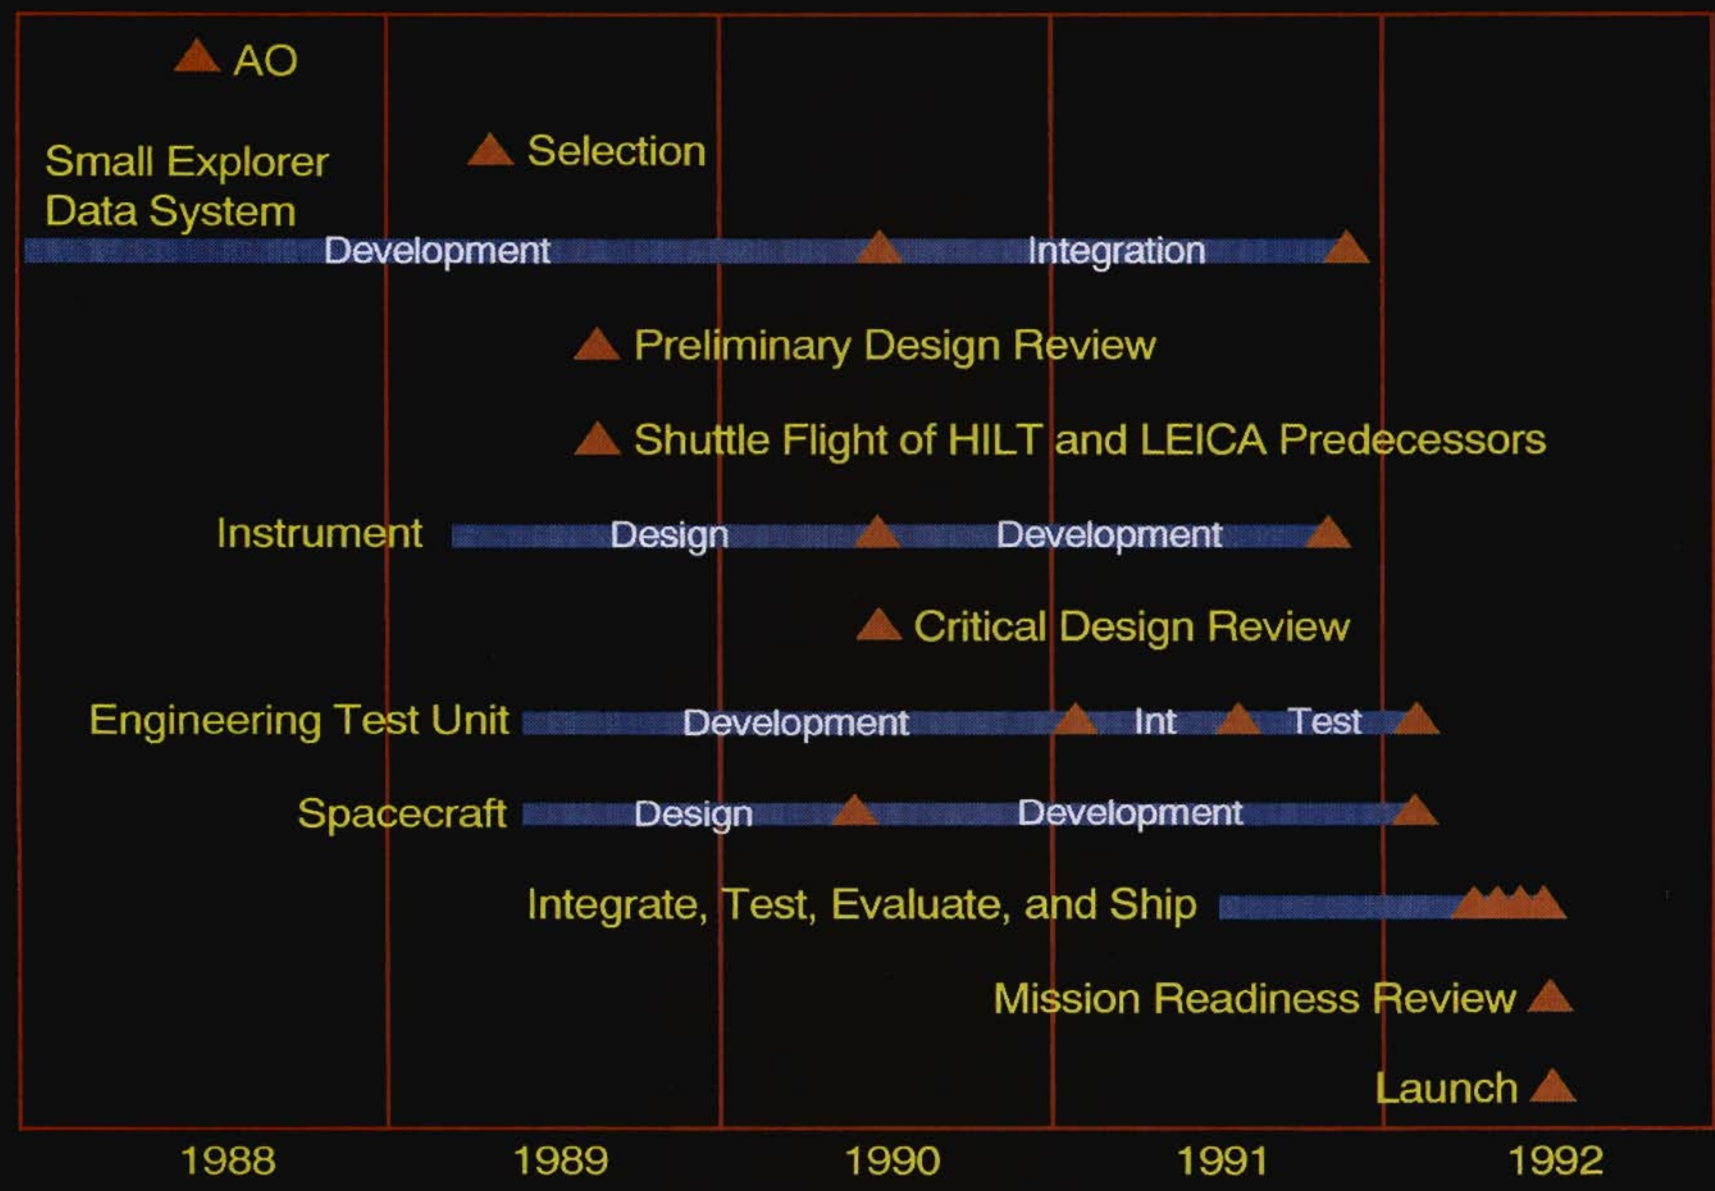 AO
Selection
Small Explorer
Data System
Development
Integration
Preliminary Design Review
Shuttle Flight of HILT and LEICA Predecessors
Instrument
Design
Development
Critical Design Review
Engineering Test Unit
Development
Int
Test
Spacecraft
Design
Development
Integrate, Test, Evaluate, and Ship
Mission Readiness Review
Launch
1988
1989
1990
1991
1992